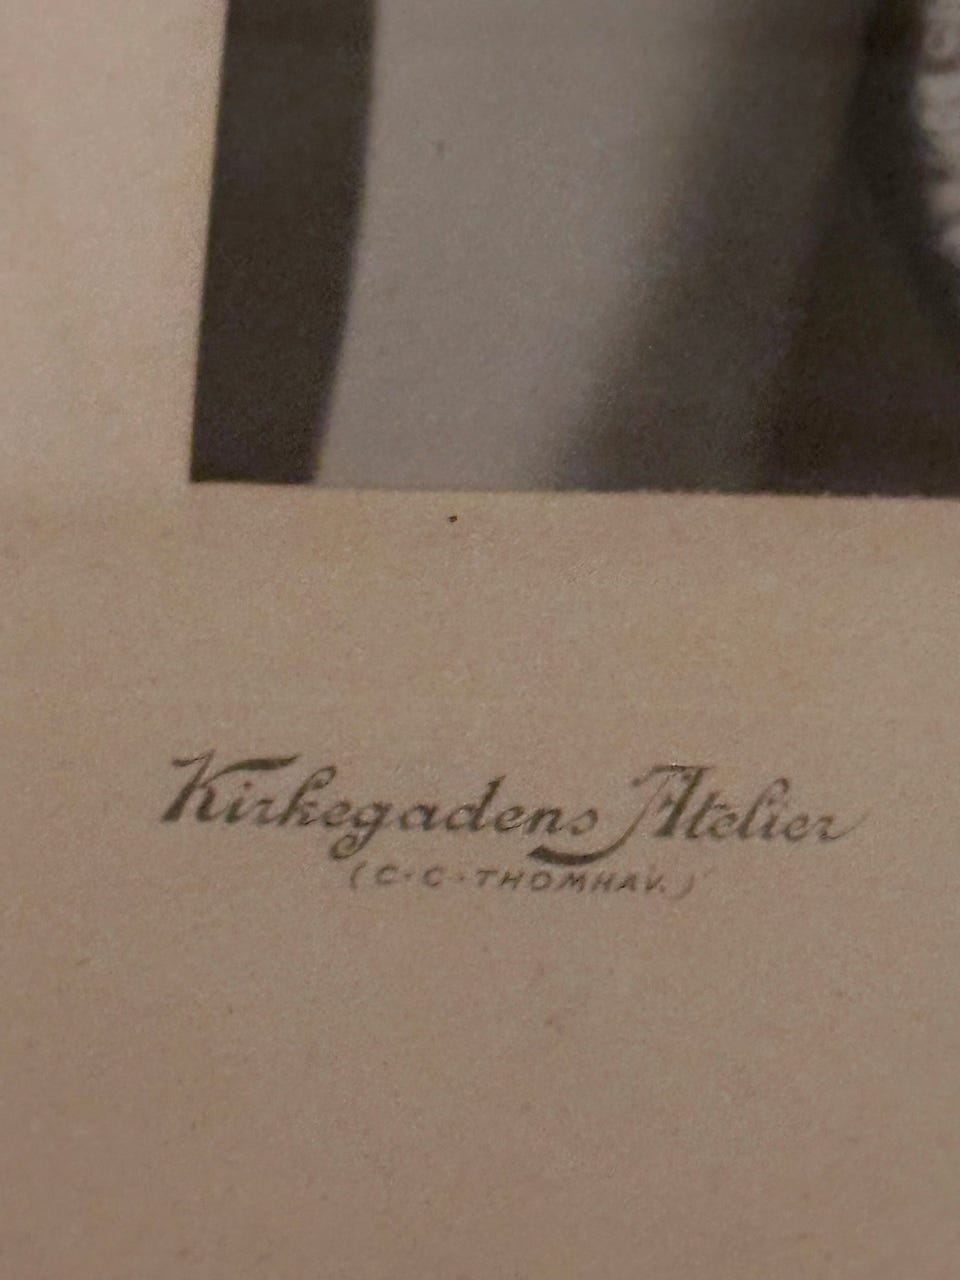 Kirkegadens Atelier
(C·C·THOMHAV.)